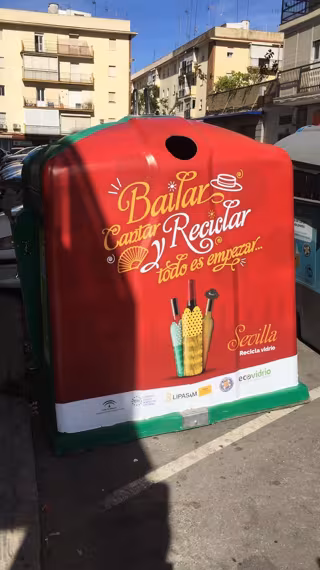 Bailar
Cantar
y Reciclar
todo es empezar...
Sevilla
Recicla vidrio
LIPASAM
ecovidrio